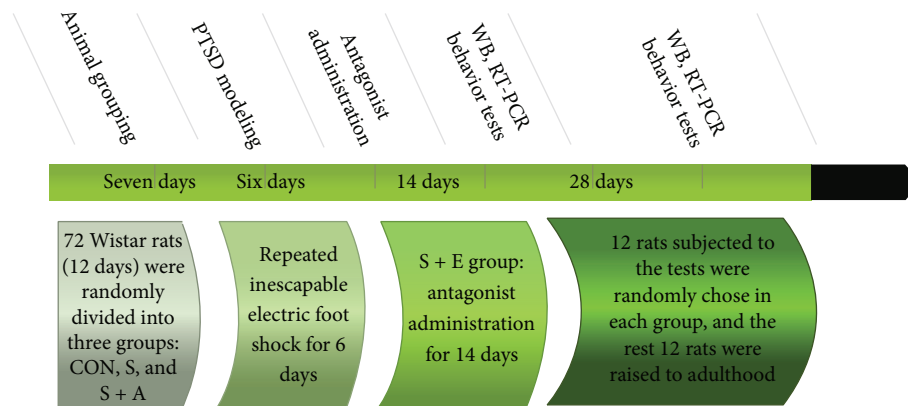 Animal grouping
PTSD modeling
Antagonist
administration
WB, RT-PCR
behavior tests
WB, RT-PCR
behavior tests
Seven days
Six days
14 days
28 days
72 Wistar rats
(12 days) were
randomly
divided into
three groups:
CON, S, and
S + A
Repeated
inescapable
electric foot
shock for 6
days
S + E group:
antagonist
administration
for 14 days
12 rats subjected to
the tests were
randomly chose in
each group, and the
rest 12 rats were
raised to adulthood